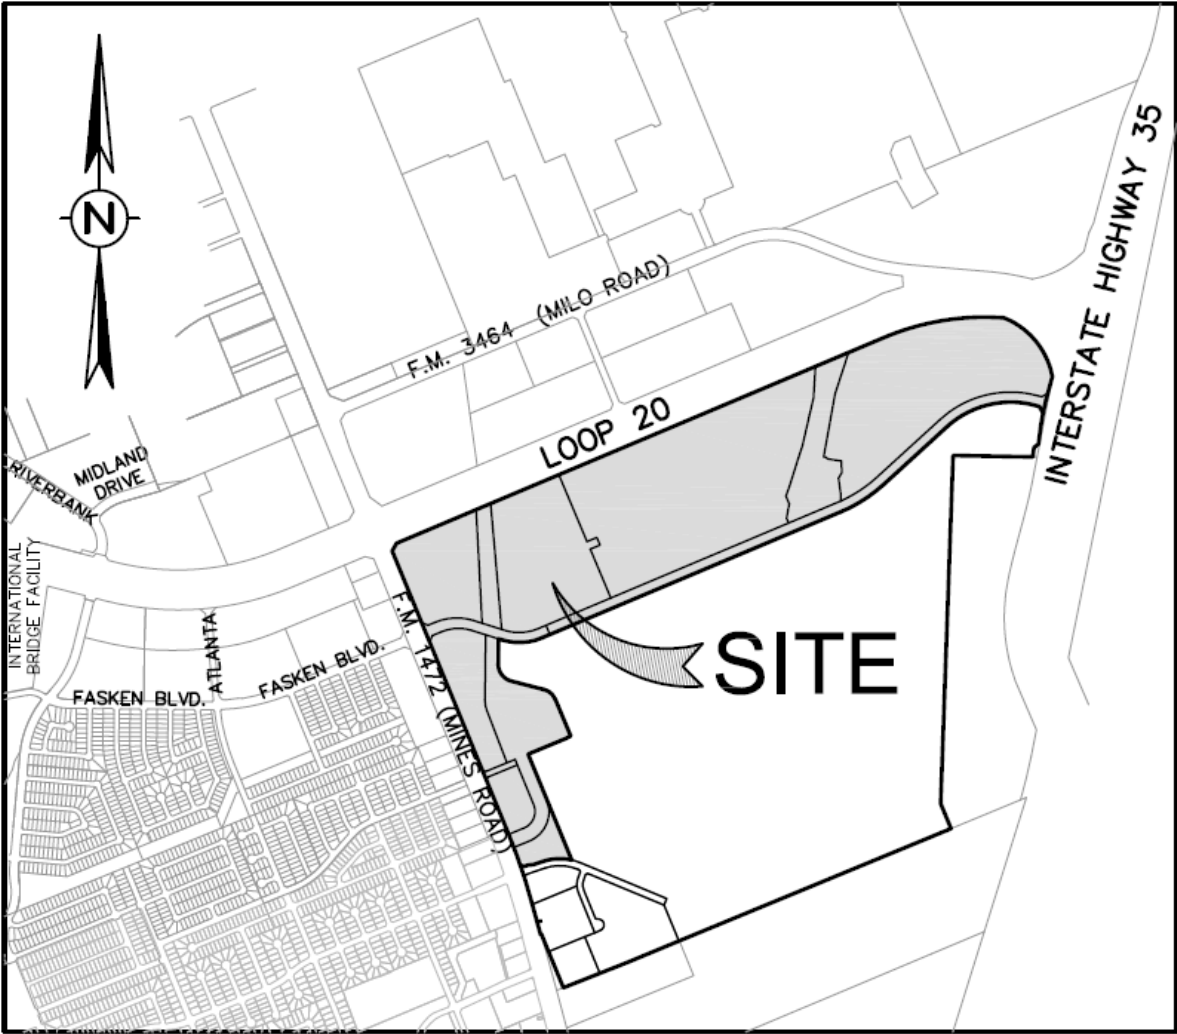 N
INTERSTATE HIGHWAY 35
F.M. 3464 (MILO ROAD)
LOOP 20
MIDLAND
DRIVE
RIVERBANK
INTERNATIONAL
BRIDGE FACILITY
ATLANTA
FASKEN BLVD.
FASKEN BLVD.
F.M. 1472 (MINES ROAD)
SITE